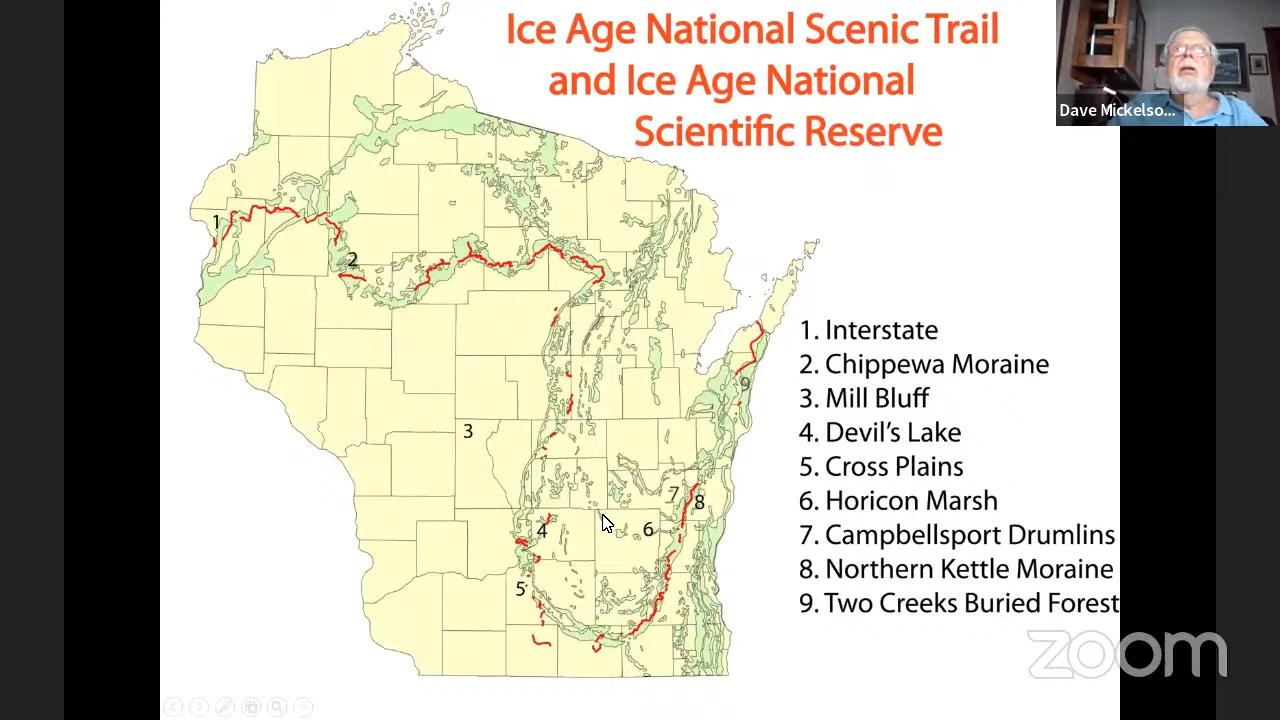 Ice Age National Scenic Trail
and Ice Age National
Scientific Reserve
Dave Mickelso...
1
2
3
4
5
6
7
8
9
1. Interstate
2. Chippewa Moraine
3. Mill Bluff
4. Devil's Lake
5. Cross Plains
6. Horicon Marsh
7. Campbellsport Drumlins
8. Northern Kettle Moraine
9. Two Creeks Buried Forest
zoom